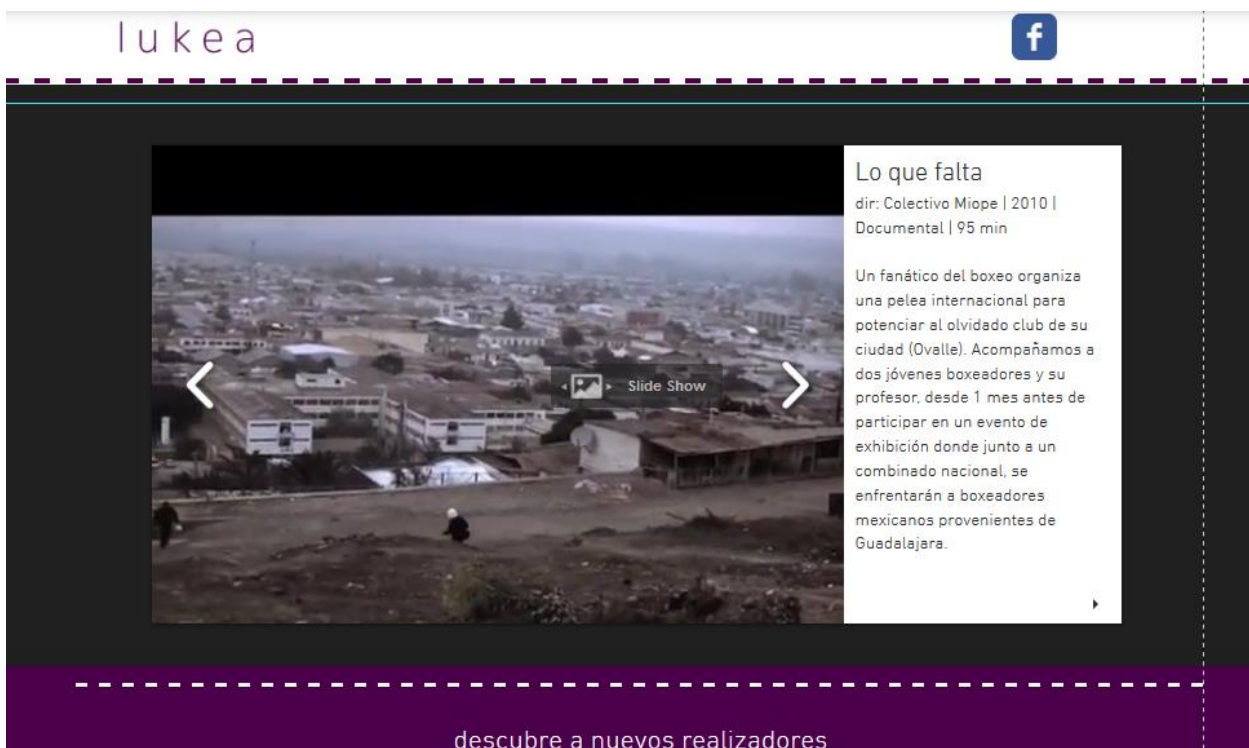 lukea
f
Lo que falta
dir: Colectivo Miope | 2010 |
Documental | 95 min
Un fanático del boxeo organiza
una pelea internacional para
potenciar al olvidado club de su
ciudad (Ovalle). Acompañamos a
dos jóvenes boxeadores y su
profesor, desde 1 mes antes de
participar en un evento de
exhibición donde junto a un
combinado nacional, se
enfrentarán a boxeadores
mexicanos provenientes de
Guadalajara.
Slide Show
descubre a nuevos realizadores